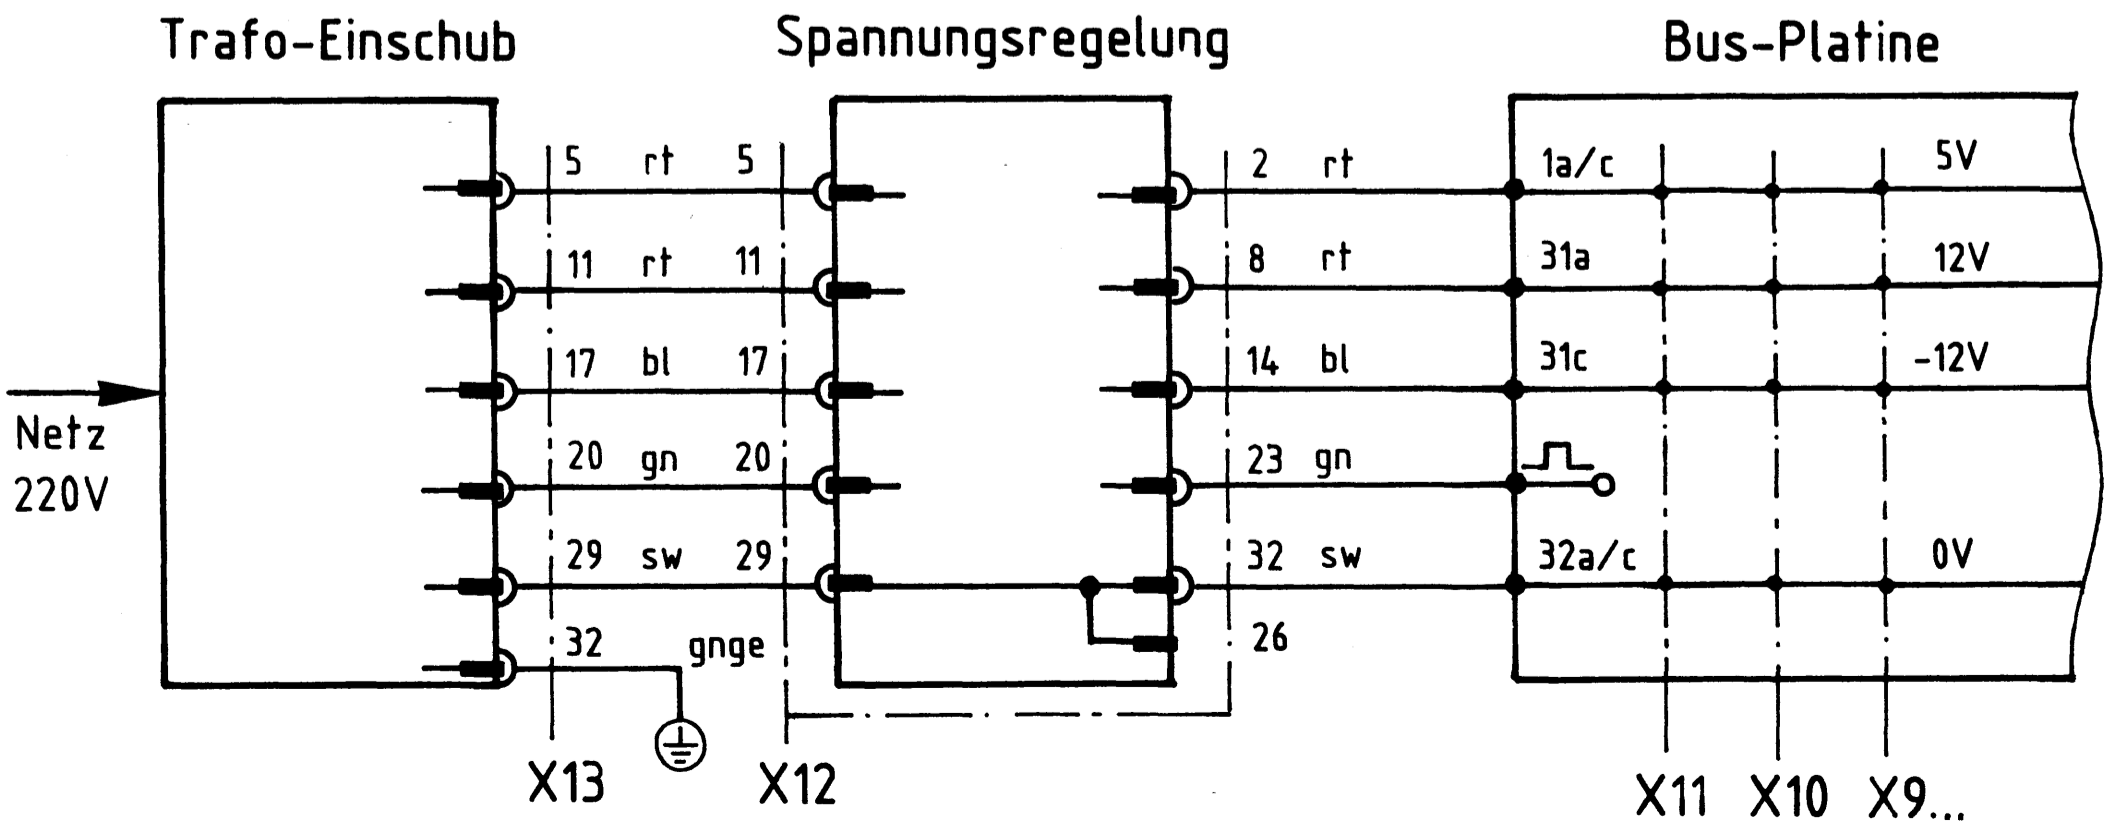 Trafo-Einschub
Spannungsregelung
Bus-Platine
5 rt 5
2 rt
1a/c
5V
11 rt 11
8 rt
31a
12V
17 bl 17
14 bl
31c
-12V
Netz
220V
20 gn 20
23 gn
29 sw 29
32 sw
32a/c
0V
32 gnge
26
X13
X12
X11
X10
X9...